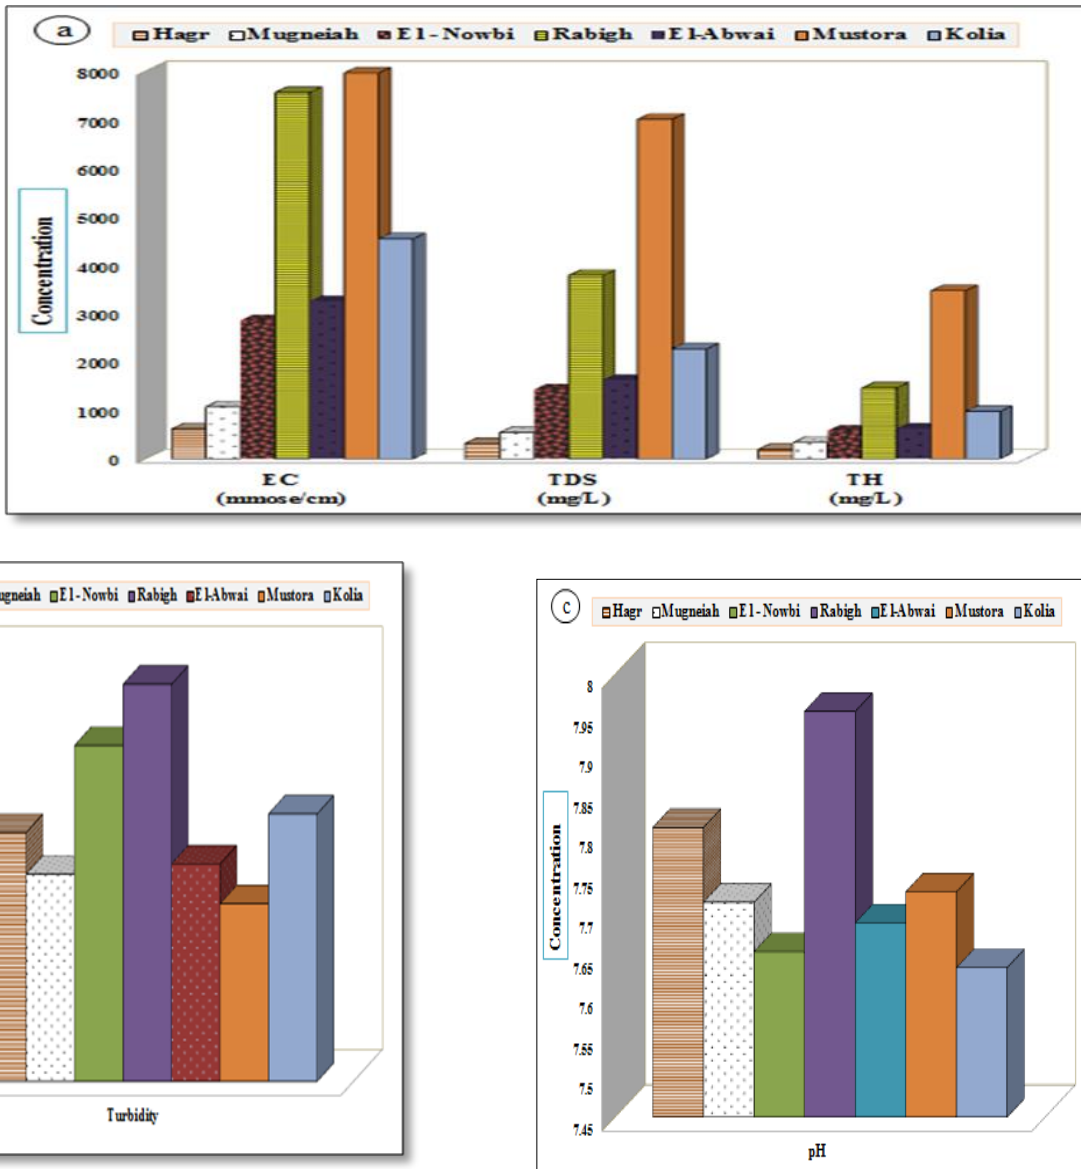 a
Hagr Mugneiah El-Nowbi Rabigh El-Abwai Mustora Kolia
8000
7000
6000
5000
4000
3000
2000
1000
0
Concentration
EC TDS TH
(mmose/cm) (mg/L) (mg/L)
ugneiah El-Nowbi Rabigh El-Abwai Mustora Kolia
Turbidity
c
Hagr Mugneiah El-Nowbi Rabigh El-Abwai Mustora Kolia
8
7.95
7.9
7.85
7.8
7.75
7.7
7.65
7.6
7.55
7.5
7.45
Concentration
pH